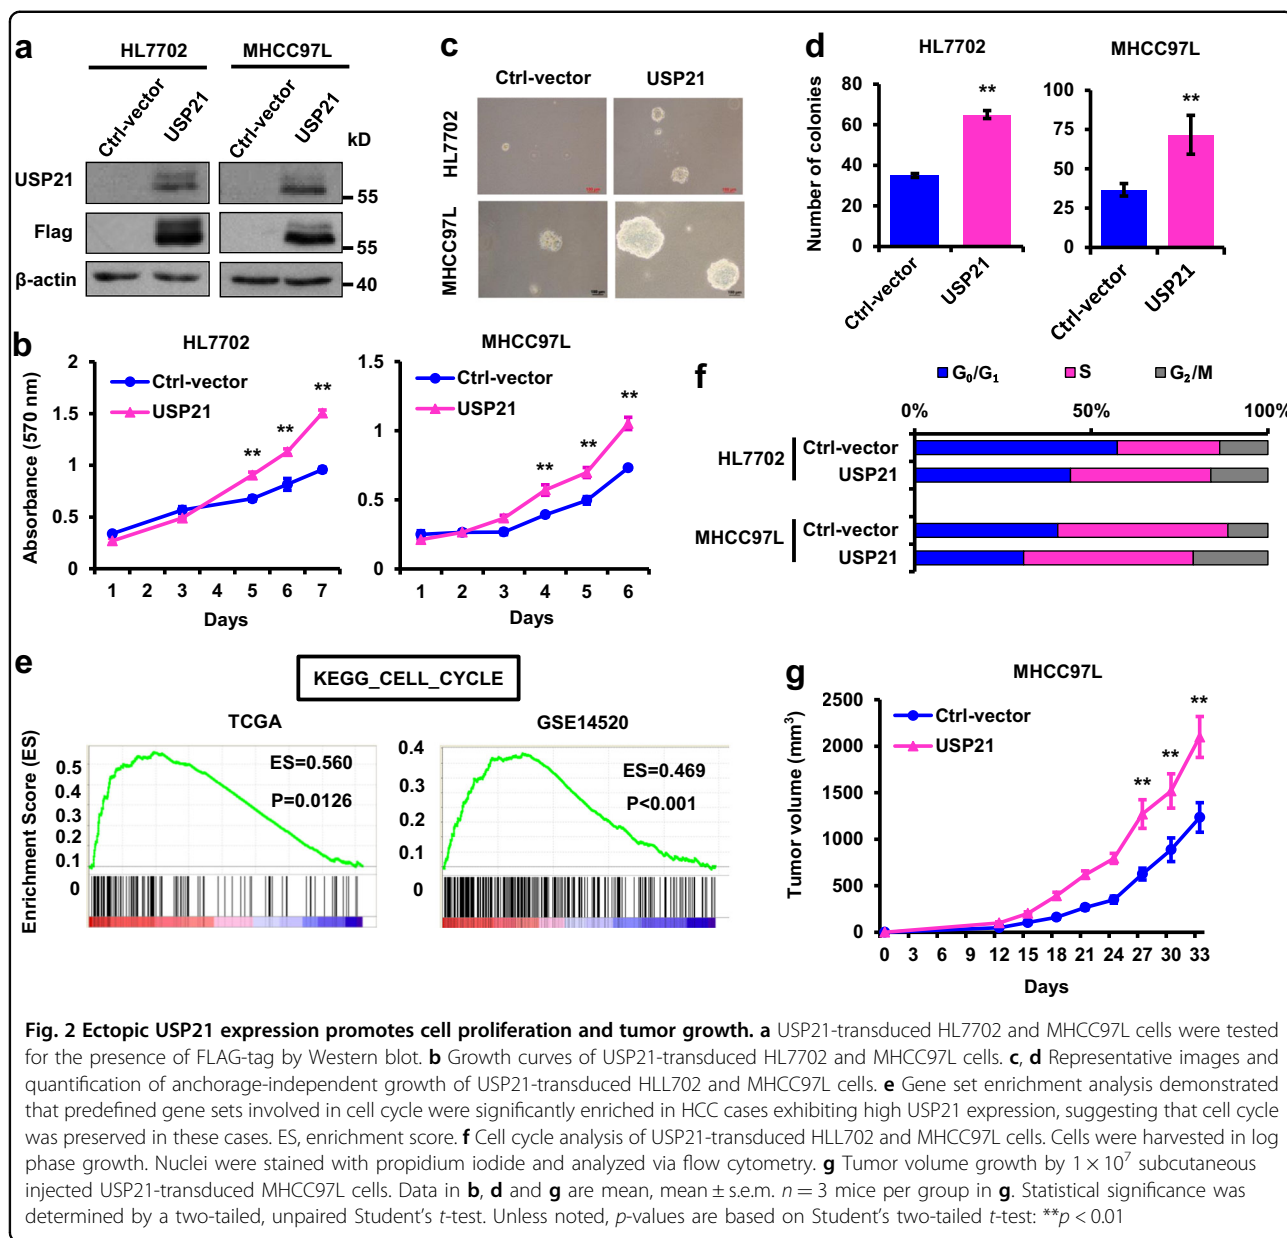 a
HL7702
MHCC97L
Ctrl-vector
USP21
Ctrl-vector
USP21
kD
USP21
55
Flag
55
β-actin
40
c
Ctrl-vector
USP21
HL7702
MHCC97L
d
HL7702
MHCC97L
Number of colonies
80
60
40
20
0
**
Ctrl-vector
USP21
100
75
50
25
0
**
Ctrl-vector
USP21
b
HL7702
MHCC97L
Absorbance (570 nm)
2
1.5
1
0.5
0
Ctrl-vector
USP21
**
**
**
1 2 3 4 5 6 7
Days
1.5
1
0.5
0
Ctrl-vector
USP21
**
**
**
1 2 3 4 5 6
Days
f
G₀/G₁
S
G₂/M
0%
50%
100%
HL7702
Ctrl-vector
USP21
MHCC97L
Ctrl-vector
USP21
e
KEGG_CELL_CYCLE
TCGA
GSE14520
Enrichment Score (ES)
0.5
0.4
0.3
0.2
0.1
0
ES=0.560
P=0.0126
0.4
0.3
0.2
0.1
0
ES=0.469
P<0.001
g
MHCC97L
Tumor volume (mm³)
2500
2000
1500
1000
500
0
Ctrl-vector
USP21
**
**
**
0 3 6 9 12 15 18 21 24 27 30 33
Days
Fig. 2 Ectopic USP21 expression promotes cell proliferation and tumor growth. a USP21-transduced HL7702 and MHCC97L cells were tested
for the presence of FLAG-tag by Western blot. b Growth curves of USP21-transduced HL7702 and MHCC97L cells. c, d Representative images and
quantification of anchorage-independent growth of USP21-transduced HLL702 and MHCC97L cells. e Gene set enrichment analysis demonstrated
that predefined gene sets involved in cell cycle were significantly enriched in HCC cases exhibiting high USP21 expression, suggesting that cell cycle
was preserved in these cases. ES, enrichment score. f Cell cycle analysis of USP21-transduced HLL702 and MHCC97L cells. Cells were harvested in log
phase growth. Nuclei were stained with propidium iodide and analyzed via flow cytometry. g Tumor volume growth by 1 × 10⁷ subcutaneous
injected USP21-transduced MHCC97L cells. Data in b, d and g are mean, mean ± s.e.m. n = 3 mice per group in g. Statistical significance was
determined by a two-tailed, unpaired Student's t-test. Unless noted, p-values are based on Student's two-tailed t-test: **p < 0.01